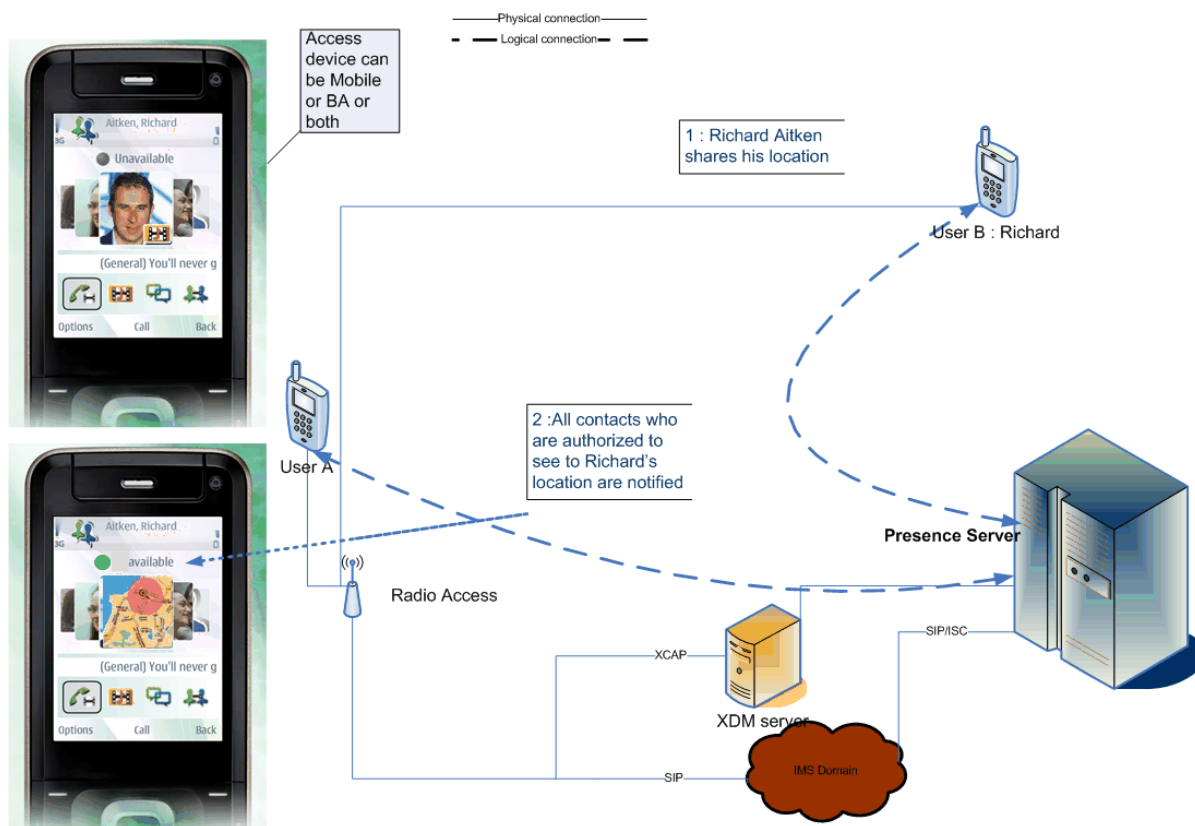 Physical connection
Logical connection
Access
device can
be Mobile
or BA or
both
Aitken, Richard
3G
Unavailable
(General) You'll never g
Options Call Back
1 : Richard Aitken
shares his location
User B : Richard
User A
2 :All contacts who
are authorized to
see to Richard's
location are notified
Aitken, Richard
3G
available
(General) You'll never g
Options Call Back
Radio Access
Presence Server
SIP/ISC
XCAP
XDM server
SIP
IMS Domain